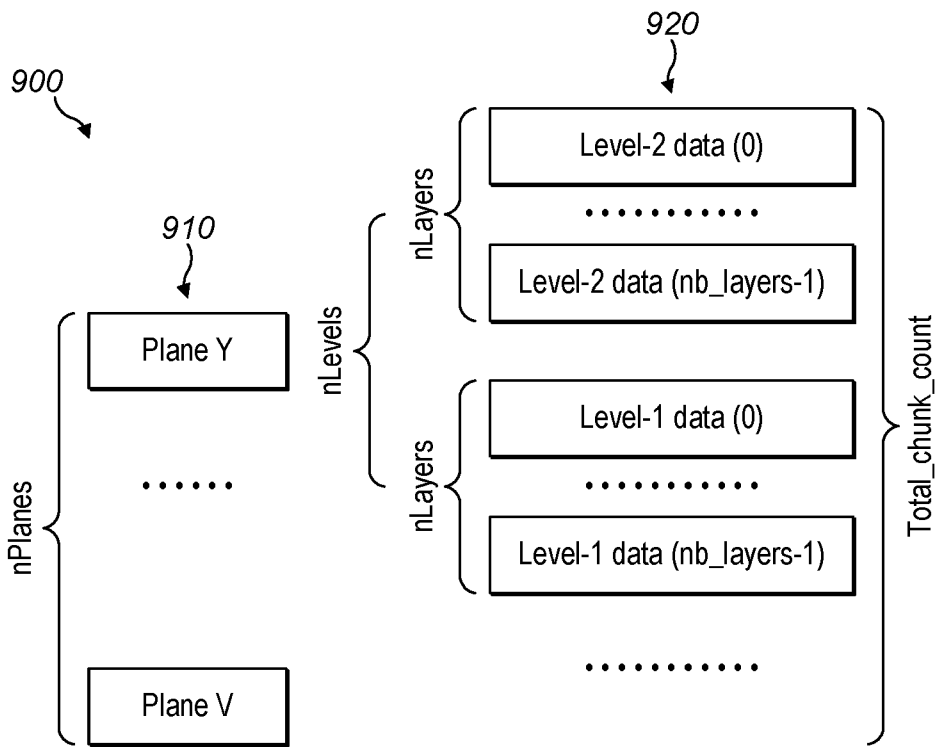 900
920
910
nPlanes
Plane Y
Plane V
nLevels
nLayers
Level-2 data (0)
Level-2 data (nb_layers-1)
nLayers
Level-1 data (0)
Level-1 data (nb_layers-1)
Total_chunk_count